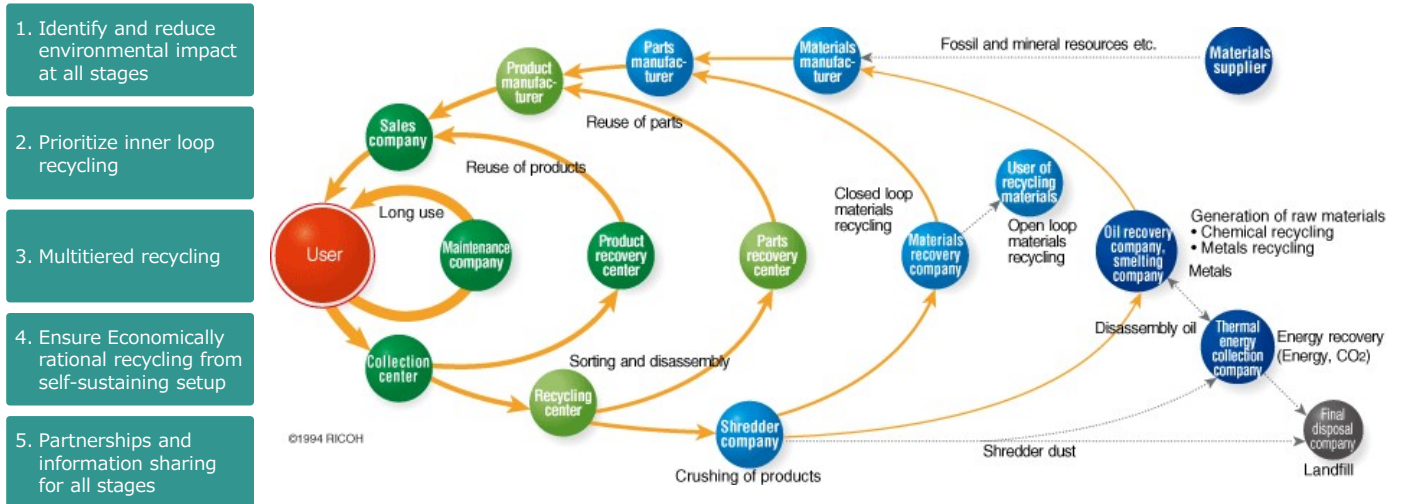 1. Identify and reduce
environmental impact
at all stages
2. Prioritize inner loop
recycling
3. Multitiered recycling
4. Ensure Economically
rational recycling from
self-sustaining setup
5. Partnerships and
information sharing
for all stages
Materials
supplier
Fossil and mineral resources etc.
Materials
manufac-
turer
Parts
manufac-
turer
Product
manufac-
turer
Sales
company
User
Long use
Maintenance
company
Reuse of products
Product
recovery
center
Reuse of parts
Parts
recovery
center
Closed loop
materials
recycling
Materials
recovery
company
User of
recycling
materials
Open loop
materials
recycling
Oil recovery
company,
smelting
company
Generation of raw materials
• Chemical recycling
• Metals recycling
Metals
Disassembly oil
Thermal
energy
collection
company
Energy recovery
(Energy, CO2)
Collection
center
Sorting and disassembly
Recycling
center
Shredder
company
Crushing of products
Shredder dust
Final
disposal
company
Landfill
©1994 RICOH